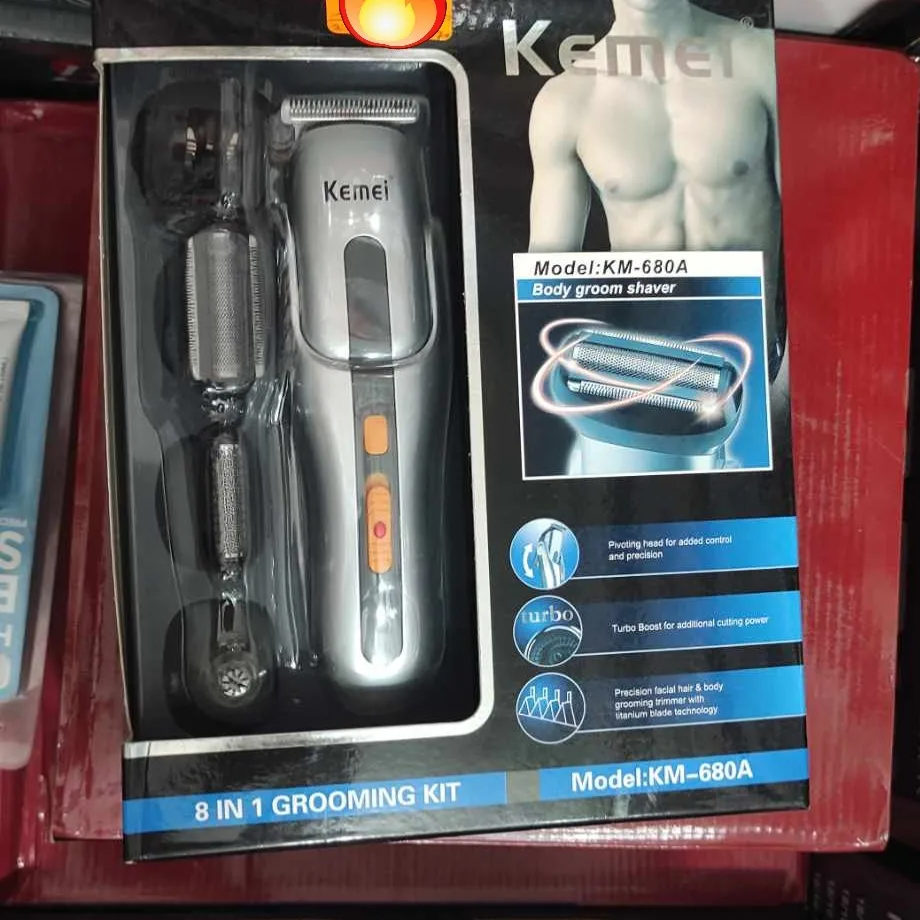 Kemei
Kemei
Model:KM-680A
Body groom shaver
Pivoting head for added control
and precision
turbo
Turbo Boost for additional cutting power
Precision facial hair & body
grooming trimmer with
titanium blade technology
8 IN 1 GROOMING KIT
Model:KM-680A
SET